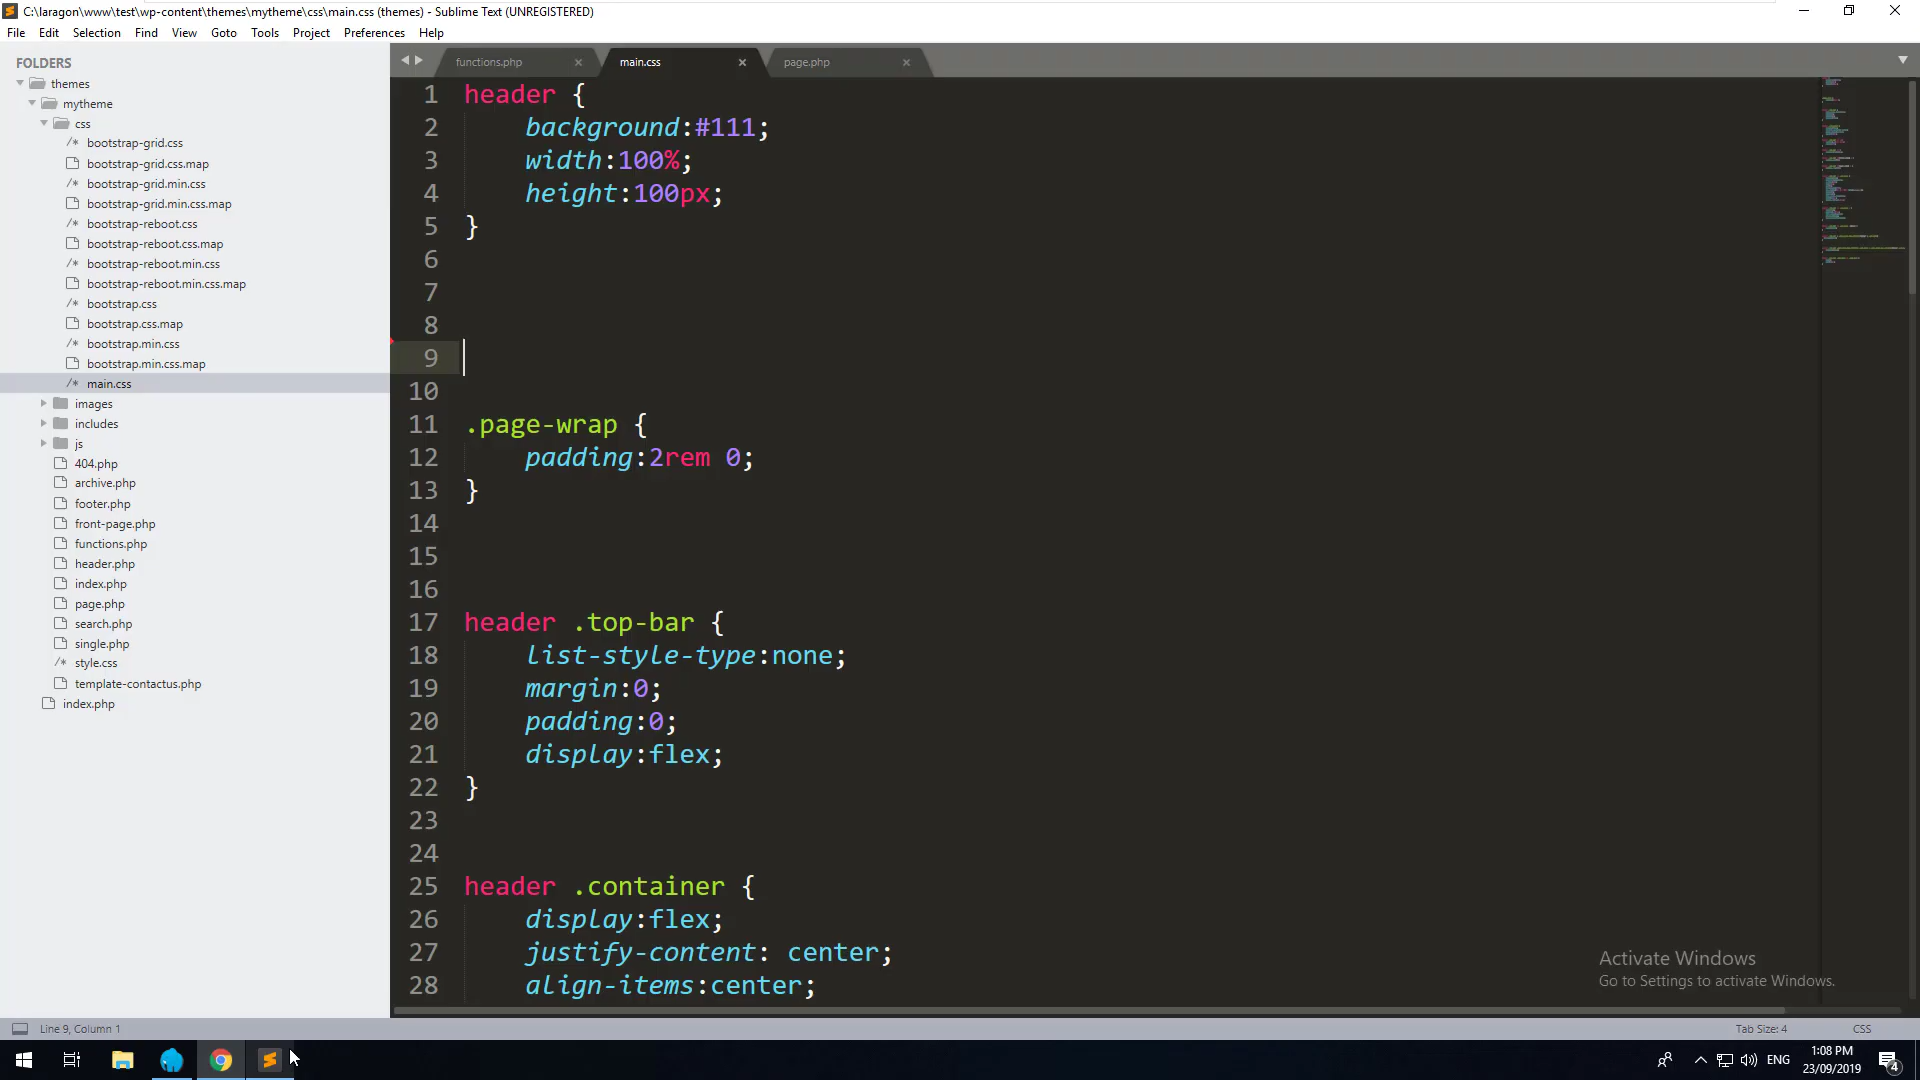 C:\laragon\www\test\wp-content\themes\mytheme\css\main.css (themes) - Sublime Text (UNREGISTERED)
File Edit Selection Find View Goto Tools Project Preferences Help
FOLDERS
themes
mytheme
css
/* bootstrap-grid.css
bootstrap-grid.css.map
/* bootstrap-grid.min.css
bootstrap-grid.min.css.map
/* bootstrap-reboot.css
bootstrap-reboot.css.map
/* bootstrap-reboot.min.css
bootstrap-reboot.min.css.map
/* bootstrap.css
bootstrap.css.map
/* bootstrap.min.css
bootstrap.min.css.map
/* main.css
images
includes
js
404.php
archive.php
footer.php
front-page.php
functions.php
header.php
index.php
page.php
search.php
single.php
/* style.css
template-contactus.php
index.php
functions.php × main.css × page.php ×
1 header {
2 background:#111;
3 width:100%;
4 height:100px;
5 }
6
7
8
9
10
11 .page-wrap {
12 padding:2rem 0;
13 }
14
15
16
17 header .top-bar {
18 list-style-type:none;
19 margin:0;
20 padding:0;
21 display:flex;
22 }
23
24
25 header .container {
26 display:flex;
27 justify-content: center;
28 align-items:center;
Activate Windows
Go to Settings to activate Windows.
Line 9, Column 1 Tab Size: 4 CSS
ENG
1:08 PM
23/09/2019
4